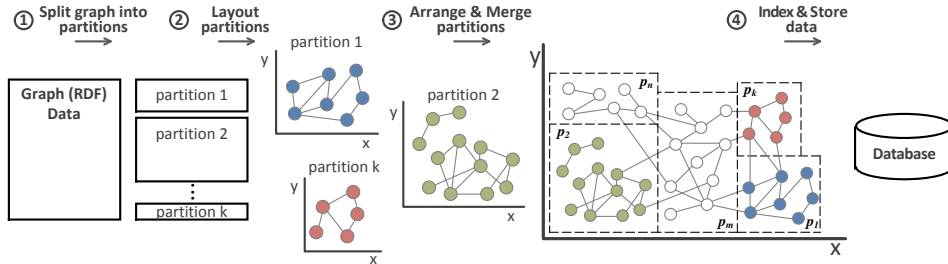 1 Split graph into
partitions
2 Layout
partitions
3 Arrange & Merge
partitions
4 Index & Store
data
Graph (RDF)
Data
partition 1
partition 2
⋮
partition k
partition 1
y
x
partition k
y
x
partition 2
y
x
y
x
pn
pk
p2
pm
p1
Database